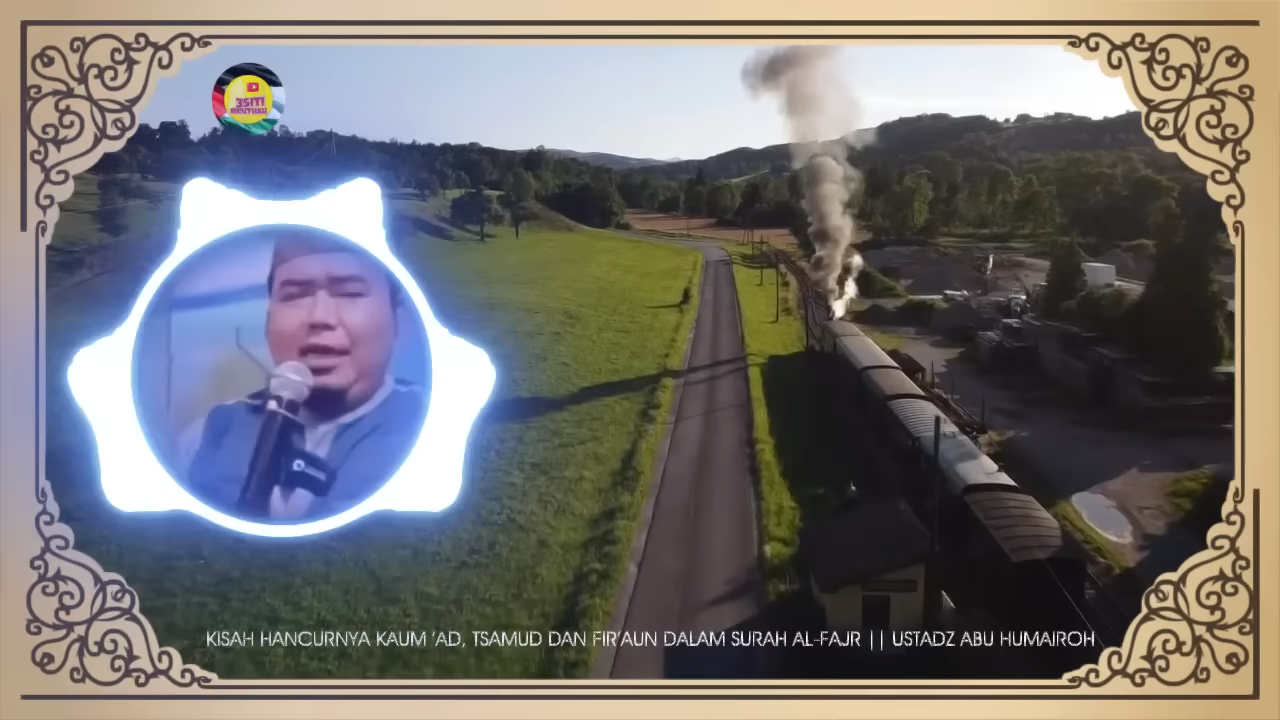 KISAH HANCURNYA KAUM 'AD, TSAMUD DAN FIR'AUN DALAM SURAH AL-FAJR || USTADZ ABU HUMAIROH